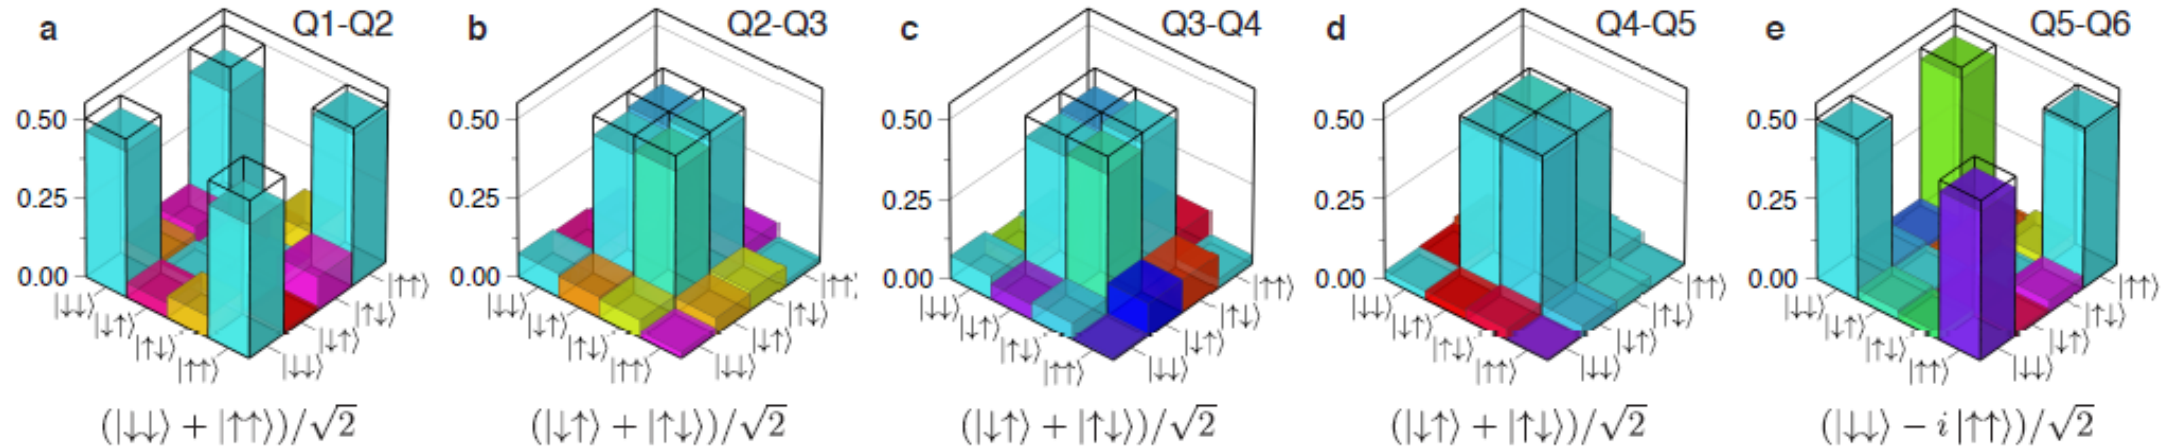 a Q1-Q2
0.50
0.25
0.00
|↓↓⟩ |↓↑⟩ |↑↓⟩ |↑↑⟩
|↓↓⟩ |↓↑⟩ |↑↓⟩ |↑↑⟩
(|↓↓⟩ + |↑↑⟩)/√2
b Q2-Q3
0.50
0.25
0.00
|↓↓⟩ |↓↑⟩ |↑↓⟩ |↑↑⟩
|↓↓⟩ |↓↑⟩ |↑↓⟩ |↑↑⟩
(|↓↑⟩ + |↑↓⟩)/√2
c Q3-Q4
0.50
0.25
0.00
|↓↓⟩ |↓↑⟩ |↑↓⟩ |↑↑⟩
|↓↓⟩ |↓↑⟩ |↑↓⟩ |↑↑⟩
(|↓↑⟩ + |↑↓⟩)/√2
d Q4-Q5
0.50
0.25
0.00
|↓↓⟩ |↓↑⟩ |↑↓⟩ |↑↑⟩
|↓↓⟩ |↓↑⟩ |↑↓⟩ |↑↑⟩
(|↓↑⟩ + |↑↓⟩)/√2
e Q5-Q6
0.50
0.25
0.00
|↓↓⟩ |↓↑⟩ |↑↓⟩ |↑↑⟩
|↓↓⟩ |↓↑⟩ |↑↓⟩ |↑↑⟩
(|↓↓⟩ − i |↑↑⟩)/√2